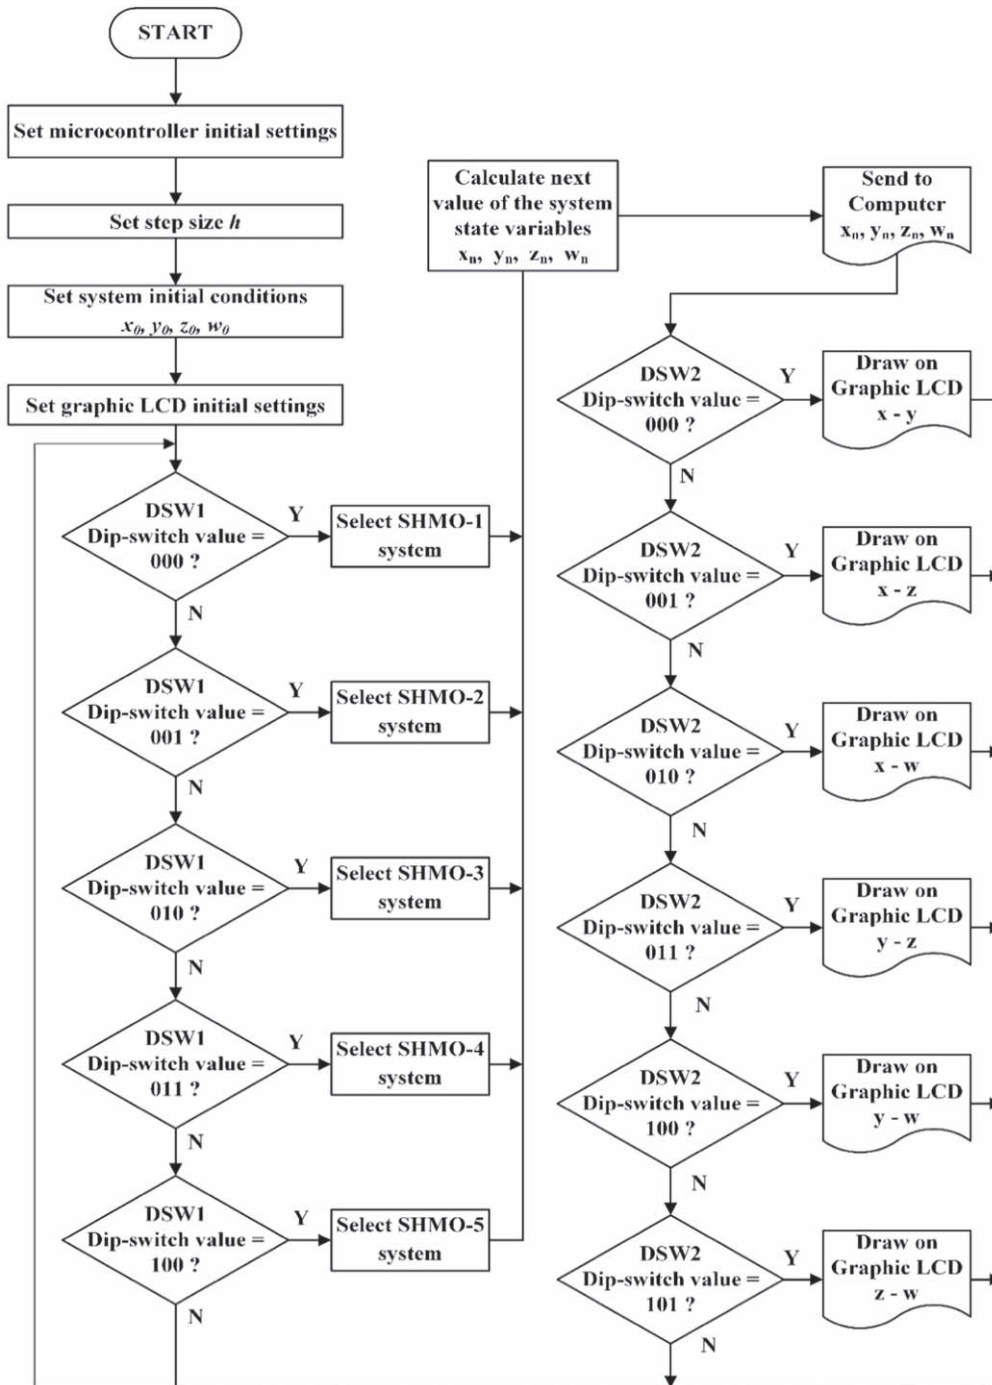 START
Set microcontroller initial settings
Set step size h
Set system initial conditions
x₀, y₀, z₀, w₀
Set graphic LCD initial settings
DSW1
Dip-switch value =
000 ?
Y
Select SHMO-1
system
N
DSW1
Dip-switch value =
001 ?
Y
Select SHMO-2
system
N
DSW1
Dip-switch value =
010 ?
Y
Select SHMO-3
system
N
DSW1
Dip-switch value =
011 ?
Y
Select SHMO-4
system
N
DSW1
Dip-switch value =
100 ?
Y
Select SHMO-5
system
N
Calculate next
value of the system
state variables
xₙ, yₙ, zₙ, wₙ
Send to
Computer
xₙ, yₙ, zₙ, wₙ
DSW2
Dip-switch value =
000 ?
Y
Draw on
Graphic LCD
x - y
N
DSW2
Dip-switch value =
001 ?
Y
Draw on
Graphic LCD
x - z
N
DSW2
Dip-switch value =
010 ?
Y
Draw on
Graphic LCD
x - w
N
DSW2
Dip-switch value =
011 ?
Y
Draw on
Graphic LCD
y - z
N
DSW2
Dip-switch value =
100 ?
Y
Draw on
Graphic LCD
y - w
N
DSW2
Dip-switch value =
101 ?
Y
Draw on
Graphic LCD
z - w
N